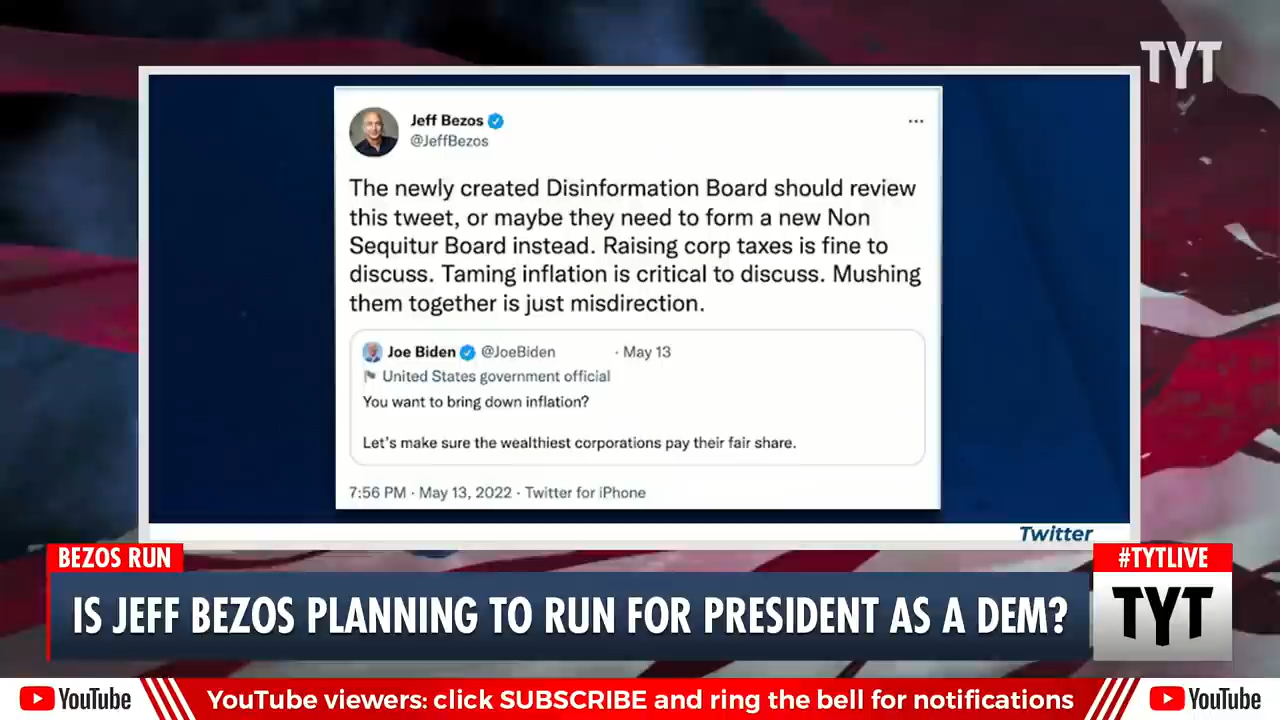 TYT
Jeff Bezos
@JeffBezos
The newly created Disinformation Board should review
this tweet, or maybe they need to form a new Non
Sequitur Board instead. Raising corp taxes is fine to
discuss. Taming inflation is critical to discuss. Mushing
them together is just misdirection.
Joe Biden @JoeBiden · May 13
United States government official
You want to bring down inflation?
Let's make sure the wealthiest corporations pay their fair share.
7:56 PM · May 13, 2022 · Twitter for iPhone
Twitter
BEZOS RUN
#TYTLIVE
IS JEFF BEZOS PLANNING TO RUN FOR PRESIDENT AS A DEM?
TYT
YouTube YouTube viewers: click SUBSCRIBE and ring the bell for notifications YouTube